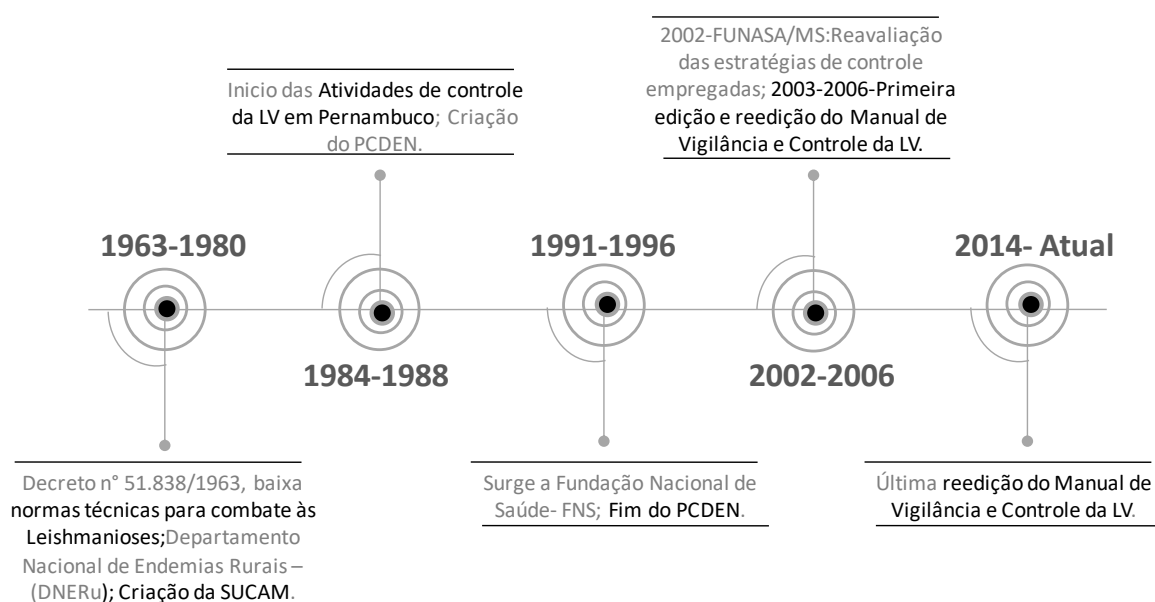 1963-1980
Decreto n° 51.838/1963, baixa
normas técnicas para combate às
Leishmanioses;Departamento
Nacional de Endemias Rurais –
(DNERu); Criação da SUCAM.
Inicio das Atividades de controle
da LV em Pernambuco; Criação
do PCDEN.
1984-1988
1991-1996
Surge a Fundação Nacional de
Saúde- FNS; Fim do PCDEN.
2002-FUNASA/MS:Reavaliação
das estratégias de controle
empregadas; 2003-2006-Primeira
edição e reedição do Manual de
Vigilância e Controle da LV.
2002-2006
2014- Atual
Última reedição do Manual de
Vigilância e Controle da LV.